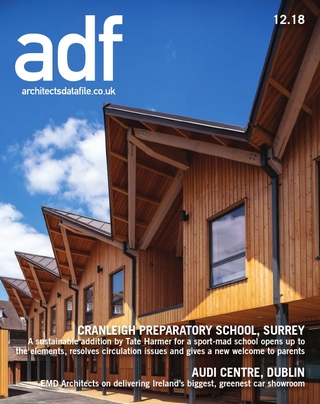 12.18
adf
architectsdatafile.co.uk
CRANLEIGH PREPARATORY SCHOOL, SURREY
A sustainable addition by Tate Harmer for a sport-mad school opens up to
the elements, resolves circulation issues and gives a new welcome to parents
AUDI CENTRE, DUBLIN
EMD Architects on delivering Ireland's biggest, greenest car showroom